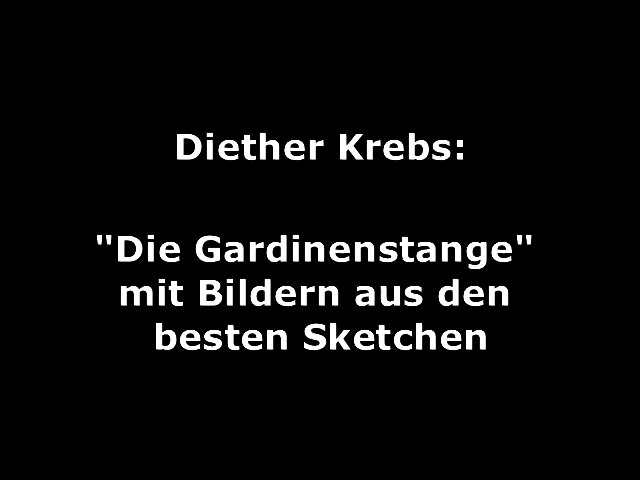 Diether Krebs:
"Die Gardinenstange"
mit Bildern aus den
besten Sketchen